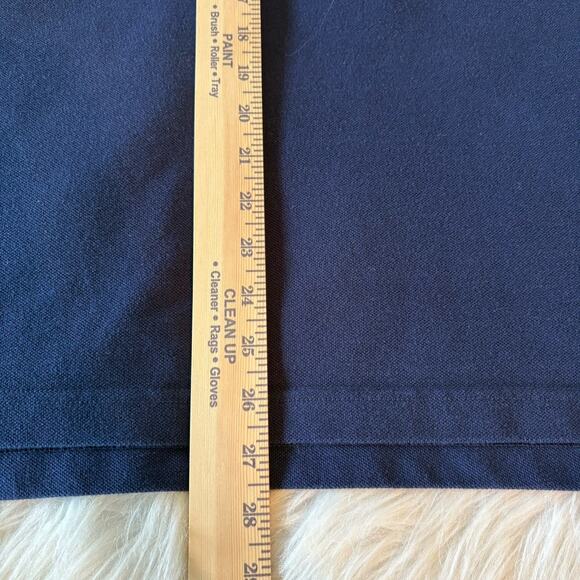 PAINT
• Brush • Roller • Tray
CLEAN UP
• Cleaner • Rags • Gloves
18
19
20
21
22
23
24
25
26
27
28